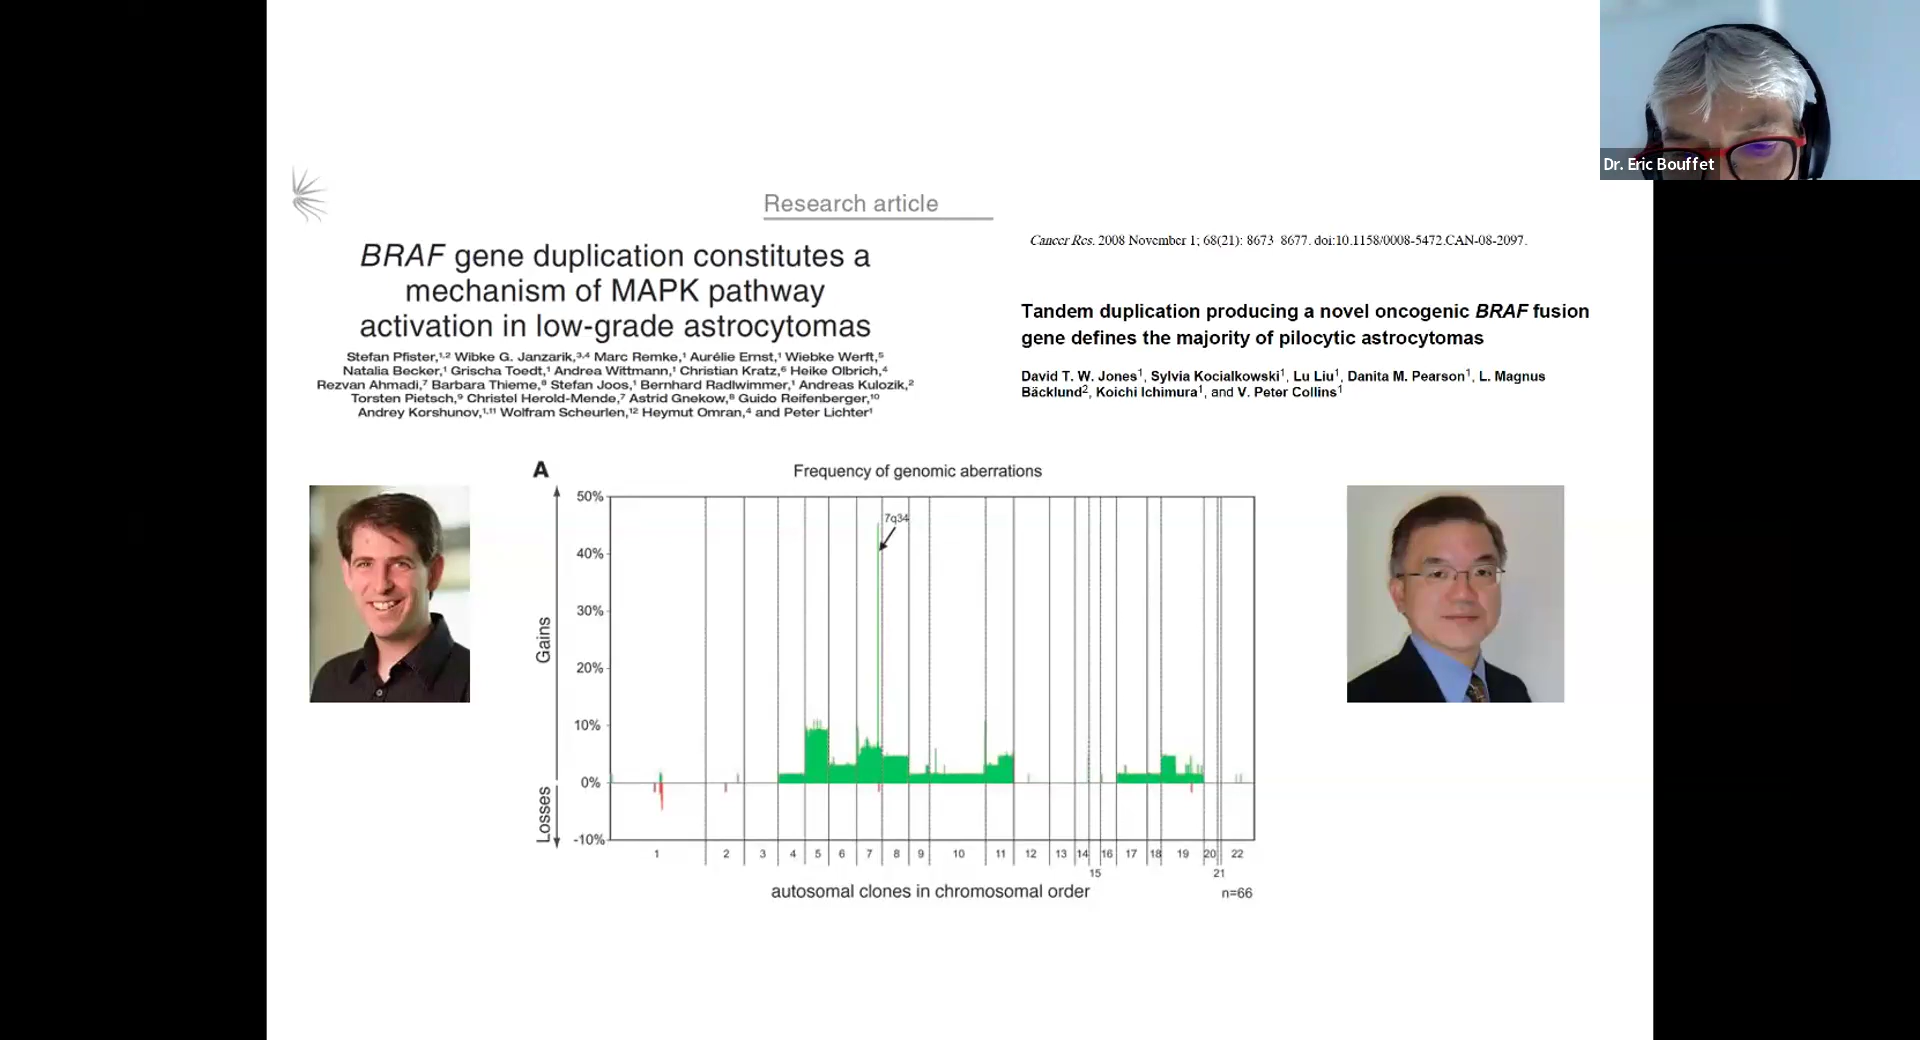 Dr. Eric Bouffet
Research article
BRAF gene duplication constitutes a
mechanism of MAPK pathway
activation in low-grade astrocytomas
Stefan Pfister,1,2 Wibke G. Janzarik,3,4 Marc Remke,1 Aurélie Ernst,1 Wiebke Werft,5
Natalia Becker,1 Grischa Toedt,1 Andrea Wittmann,1 Christian Kratz,6 Heike Olbrich,4
Rezvan Ahmadi,7 Barbara Thieme,8 Stefan Joos,1 Bernhard Radlwimmer,1 Andreas Kulozik,2
Torsten Pietsch,9 Christel Herold-Mende,7 Astrid Gnekow,8 Guido Reifenberger,10
Andrey Korshunov,1,11 Wolfram Scheurlen,12 Heymut Omran,4 and Peter Lichter1
Cancer Res. 2008 November 1; 68(21): 8673 8677. doi:10.1158/0008-5472.CAN-08-2097.
Tandem duplication producing a novel oncogenic BRAF fusion
gene defines the majority of pilocytic astrocytomas
David T. W. Jones1, Sylvia Kocialkowski1, Lu Liu1, Danita M. Pearson1, L. Magnus
Bäcklund2, Koichi Ichimura1, and V. Peter Collins1
A
Frequency of genomic aberrations
50%
7q34
40%
30%
20%
10%
0%
-10%
Gains
Losses
1 2 3 4 5 6 7 8 9 10 11 12 13 14 16 17 18 19 20 22
15 21
autosomal clones in chromosomal order
n=66